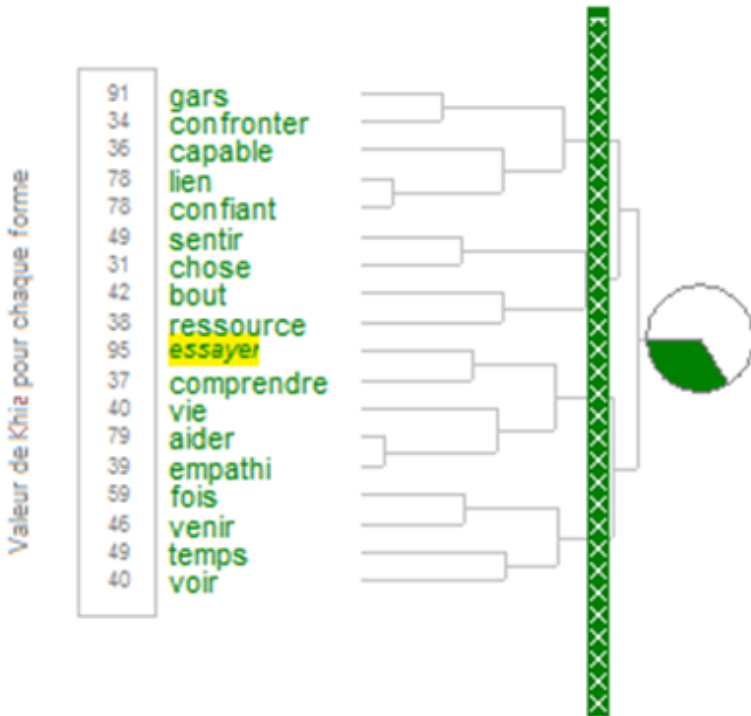 Valeur de Khi2 pour chaque forme
91 gars
34 confronter
36 capable
78 lien
78 confiant
49 sentir
31 chose
42 bout
38 ressource
95 essayer
37 comprendre
40 vie
79 aider
39 empathi
59 fois
46 venir
49 temps
40 voir